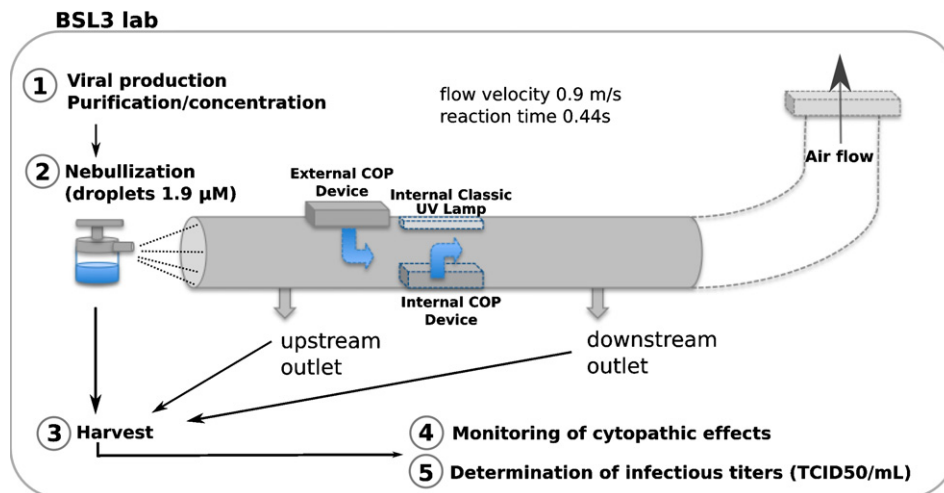 BSL3 lab
1 Viral production
Purification/concentration
flow velocity 0.9 m/s
reaction time 0.44s
2 Nebullization
(droplets 1.9 µM)
External COP
Device
Internal Classic
UV Lamp
Air flow
Internal COP
Device
upstream
outlet
downstream
outlet
3 Harvest
4 Monitoring of cytopathic effects
5 Determination of infectious titers (TCID50/mL)